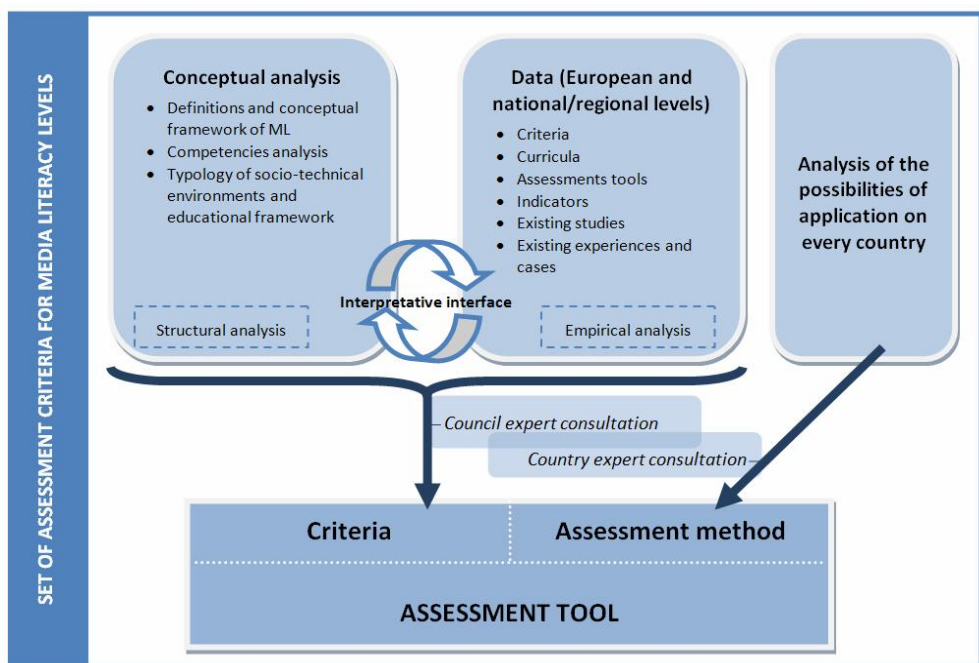 SET OF ASSESSMENT CRITERIA FOR MEDIA LITERACY LEVELS
Conceptual analysis
• Definitions and conceptual
framework of ML
• Competencies analysis
• Typology of socio-technical
environments and
educational framework
Structural analysis
Interpretative interface
Data (European and
national/regional levels)
• Criteria
• Curricula
• Assessments tools
• Indicators
• Existing studies
• Existing experiences and
cases
Empirical analysis
Analysis of the
possibilities of
application on
every country
Council expert consultation
Country expert consultation
Criteria
Assessment method
ASSESSMENT TOOL